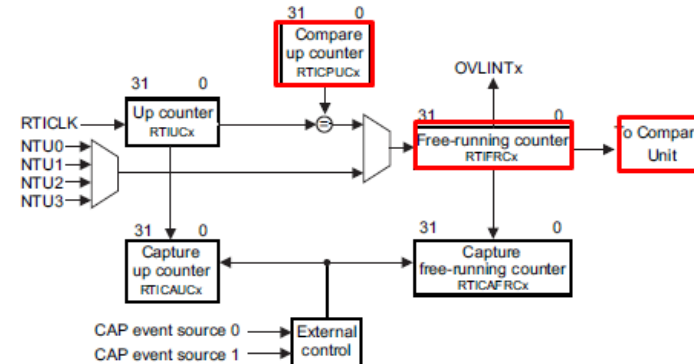 31 0
Compare
up counter
RTICPUCx
OVLINTx
31 0
Up counter
RTIUCx
RTICLK
NTU0
NTU1
NTU2
NTU3
=
31 0
Free-running counter
RTIFRCx
To Compare
Unit
31 0
Capture
up counter
RTICAUCx
31 0
Capture
free-running counter
RTICAFRCx
CAP event source 0
CAP event source 1
External
control